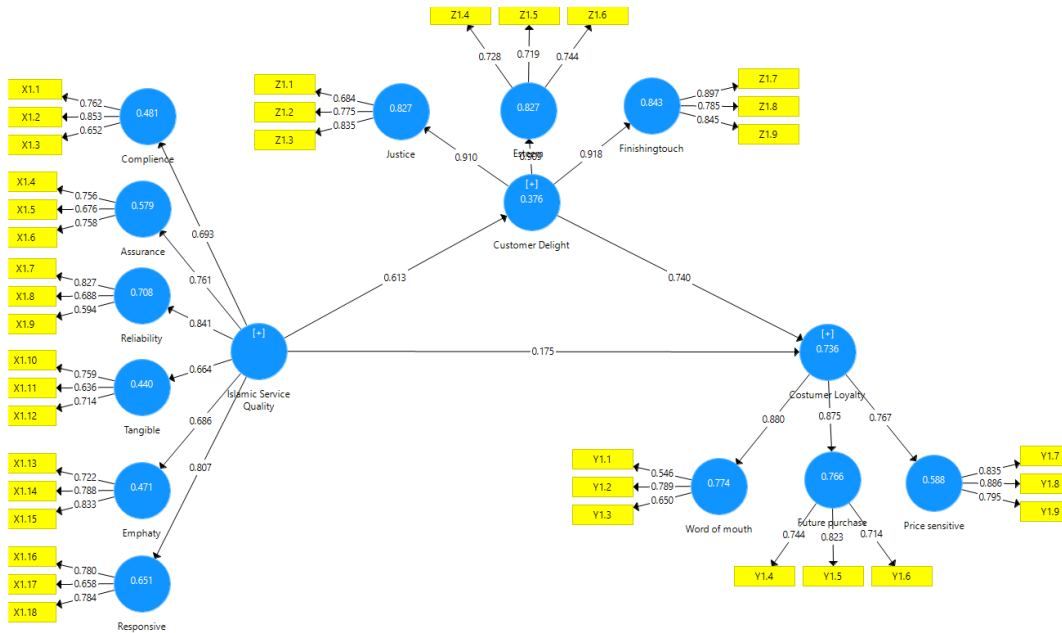 Z1.4
Z1.5
Z1.6
0.728
0.719
0.744
X1.1
X1.2
X1.3
0.762
0.853
0.652
0.481
Complience
Z1.1
Z1.2
Z1.3
0.684
0.775
0.835
0.827
Justice
0.827
Esteem
0.843
Finishingtouch
0.897
0.785
0.845
Z1.7
Z1.8
Z1.9
0.910
0.909
0.918
[+]
0.376
Customer Delight
X1.4
X1.5
X1.6
0.756
0.676
0.758
0.579
Assurance
0.693
0.761
X1.7
X1.8
X1.9
0.827
0.688
0.594
0.708
Reliability
0.841
0.613
0.740
[+]
Islamic Service
Quality
0.175
[+]
0.736
Costumer Loyalty
X1.10
X1.11
X1.12
0.759
0.636
0.714
0.440
Tangible
0.664
0.686
0.807
X1.13
X1.14
X1.15
0.722
0.788
0.833
0.471
Emphaty
X1.16
X1.17
X1.18
0.780
0.658
0.784
0.651
Responsive
0.880
0.875
0.767
Y1.1
Y1.2
Y1.3
0.546
0.789
0.650
0.774
Word of mouth
0.766
Future purchase
0.588
Price sensitive
0.835
0.886
0.795
Y1.7
Y1.8
Y1.9
0.744
0.823
0.714
Y1.4
Y1.5
Y1.6